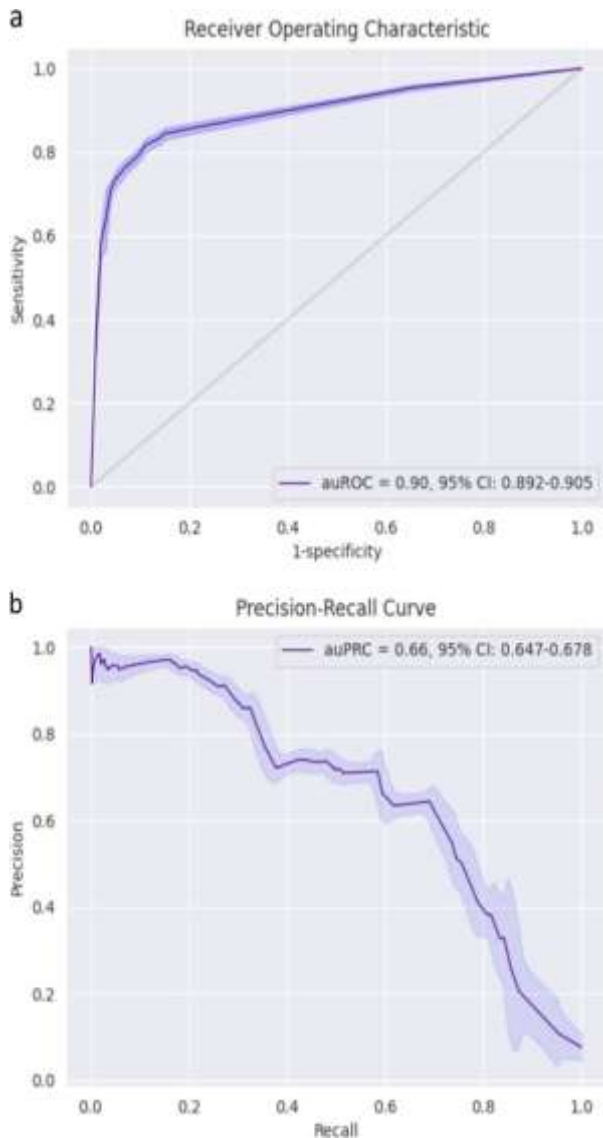 a
Receiver Operating Characteristic
1.0
0.8
0.6
0.4
0.2
0.0
Sensitivity
auROC = 0.90, 95% CI: 0.892-0.905
0.0 0.2 0.4 0.6 0.8 1.0
1-specificity
b
Precision-Recall Curve
1.0
0.8
0.6
0.4
0.2
0.0
Precision
auPRC = 0.66, 95% CI: 0.647-0.678
0.0 0.2 0.4 0.6 0.8 1.0
Recall